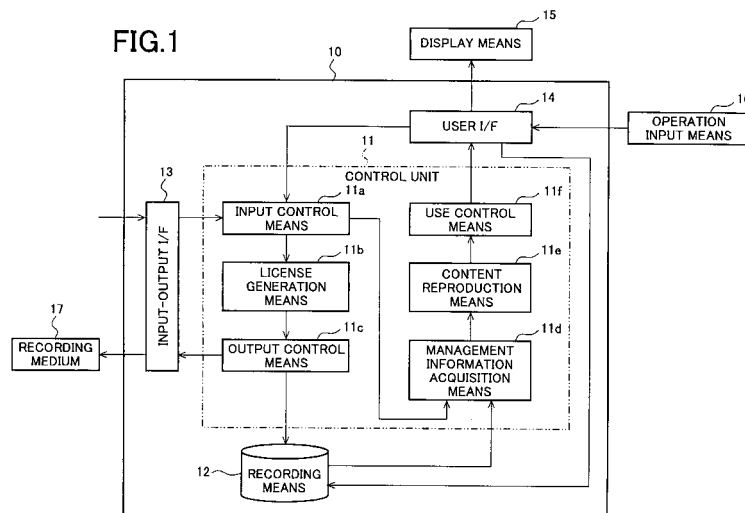 FIG.1
15
DISPLAY MEANS
10
14
USER I/F
OPERATION
INPUT MEANS
11
CONTROL UNIT
13
INPUT-OUTPUT I/F
11a
INPUT CONTROL
MEANS
11f
USE CONTROL
MEANS
11b
LICENSE
GENERATION
MEANS
11e
CONTENT
REPRODUCTION
MEANS
17
RECORDING
MEDIUM
11c
OUTPUT CONTROL
MEANS
11d
MANAGEMENT
INFORMATION
ACQUISITION
MEANS
12
RECORDING
MEANS